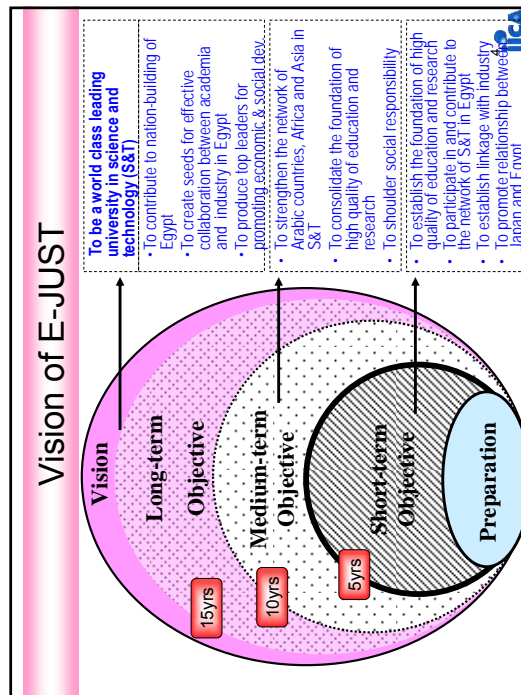 Vision of E-JUST
Vision
Long-term
Objective
Medium-term
Objective
Short-term
Objective
Preparation
15yrs
10yrs
5yrs
To be a world class leading
university in science and
technology (S&T)
• To contribute to nation-building of
Egypt
• To create seeds for effective
collaboration between academia
and industry in Egypt
• To produce top leaders for
promoting economic & social dev.
• To strengthen the network of
Arabic countries, Africa and Asia in
S&T
• To consolidate the foundation of
high quality of education and
research
• To shoulder social responsibility
• To establish the foundation of high
quality of education and research
• To participate in and contribute to
the network of S&T in Egypt
• To establish linkage with industry
• To promote relationship between
Japan and Egypt
4
jica